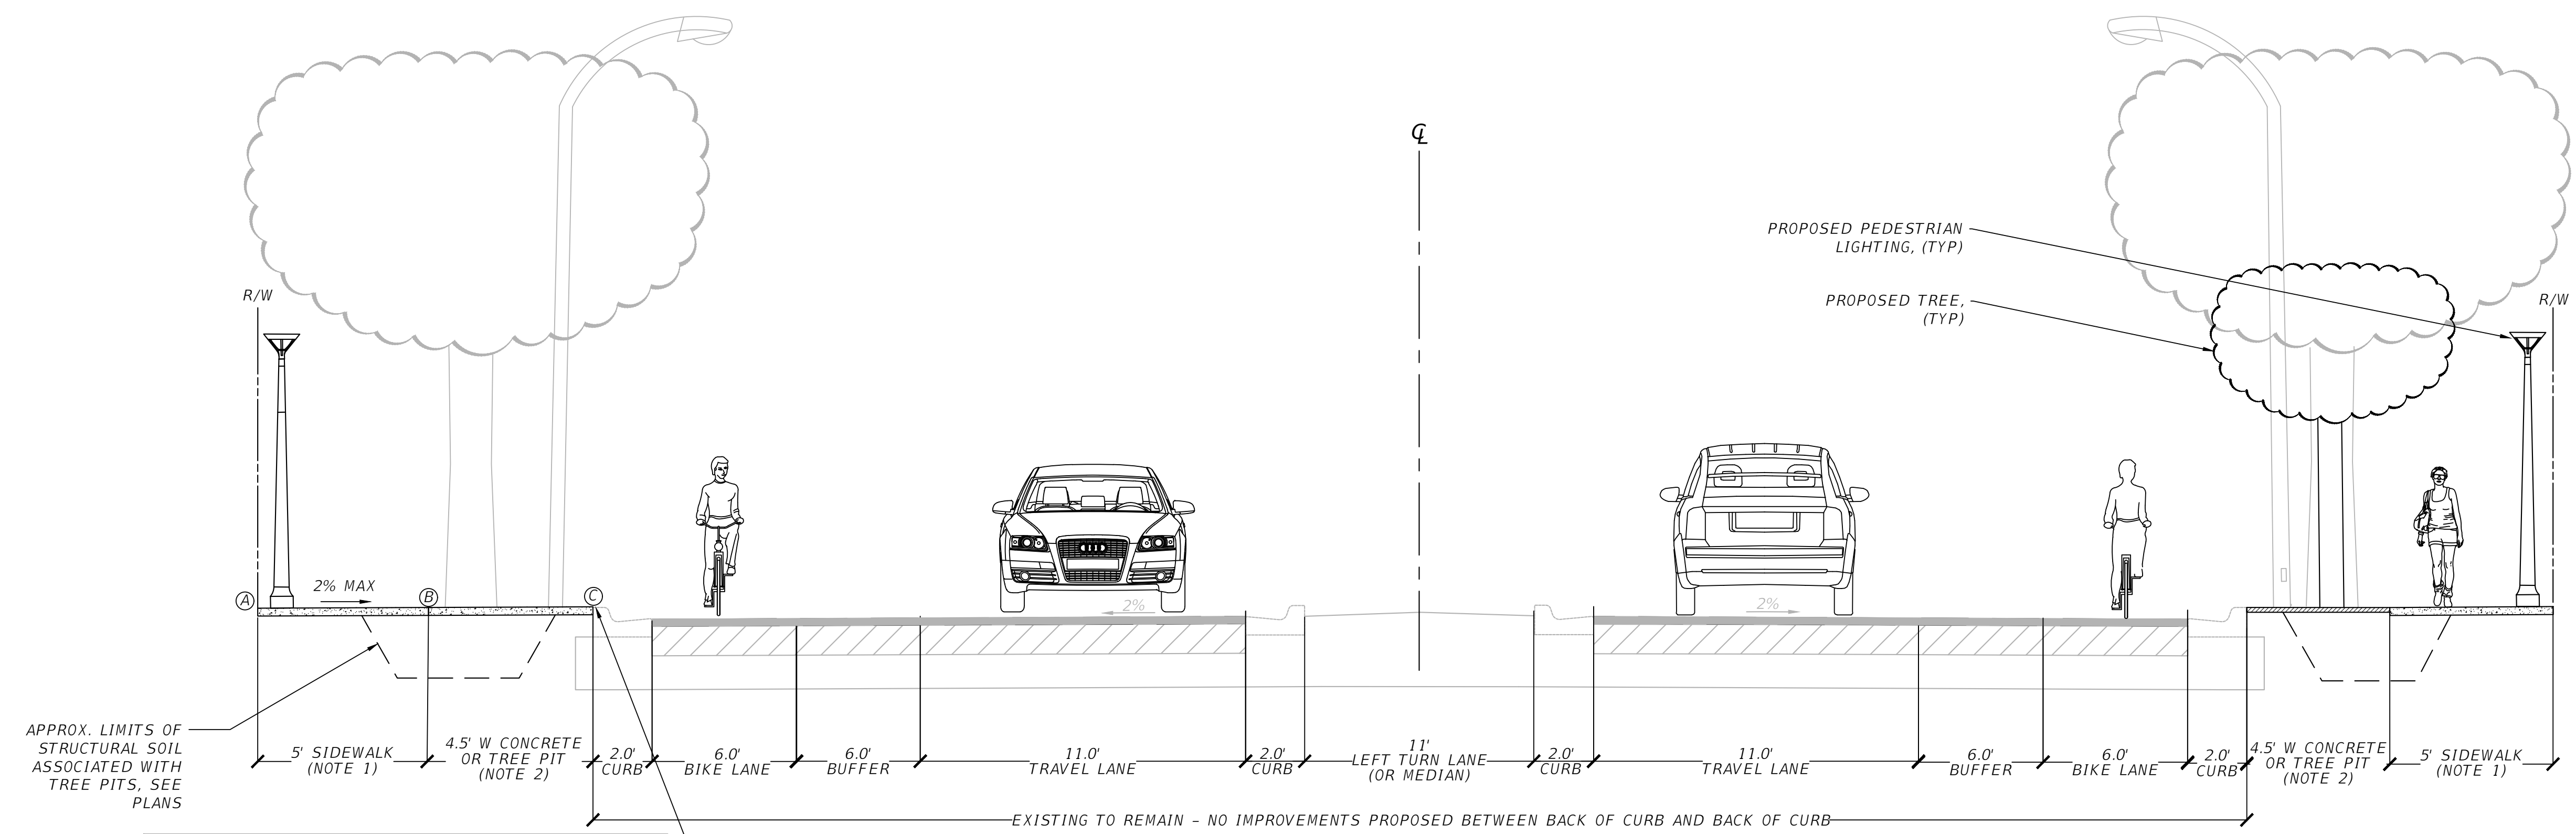 ℄
PROPOSED PEDESTRIAN
LIGHTING, (TYP)
PROPOSED TREE,
(TYP)
R/W
R/W
2% MAX
A
B
C
2%
2%
APPROX. LIMITS OF
STRUCTURAL SOIL
ASSOCIATED WITH
TREE PITS, SEE
PLANS
5' SIDEWALK
(NOTE 1)
4.5' W CONCRETE
OR TREE PIT
(NOTE 2)
2.0'
CURB
6.0'
BIKE LANE
6.0'
BUFFER
11.0'
TRAVEL LANE
2.0'
CURB
11'
LEFT TURN LANE
(OR MEDIAN)
2.0'
CURB
11.0'
TRAVEL LANE
6.0'
BUFFER
6.0'
BIKE LANE
2.0'
CURB
4.5' W CONCRETE
OR TREE PIT
(NOTE 2)
5' SIDEWALK
(NOTE 1)
EXISTING TO REMAIN - NO IMPROVEMENTS PROPOSED BETWEEN BACK OF CURB AND BACK OF CURB